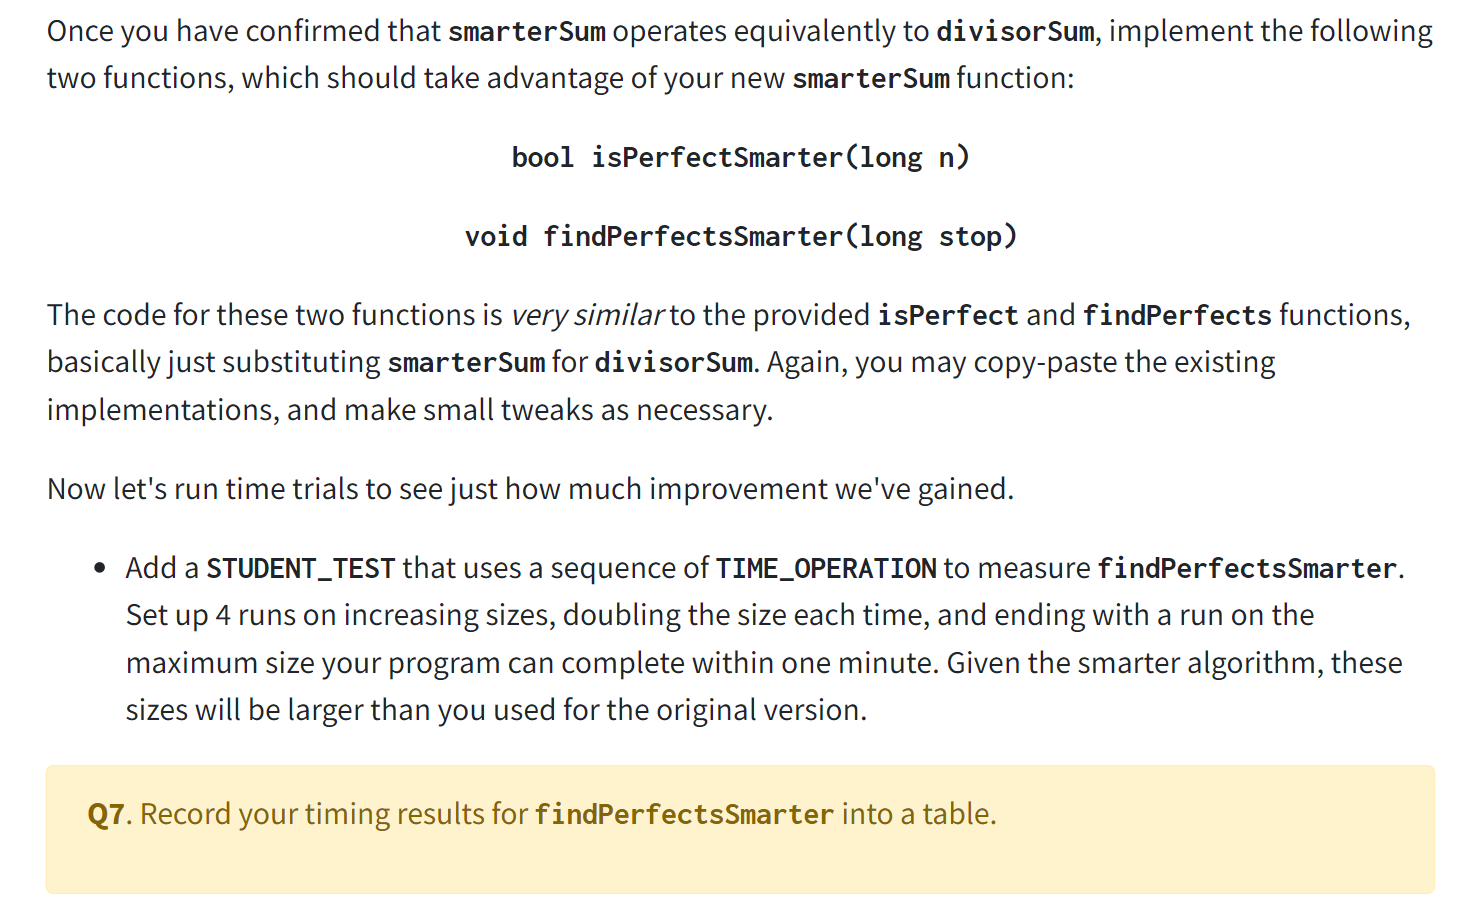 Once you have confirmed that smarterSum operates equivalently to divisorSum, implement the following
two functions, which should take advantage of your new smarterSum function:
bool isPerfectSmarter(long n)
void findPerfectsSmarter(long stop)
The code for these two functions is very similar to the provided isPerfect and findPerfects functions,
basically just substituting smarterSum for divisorSum. Again, you may copy-paste the existing
implementations, and make small tweaks as necessary.
Now let's run time trials to see just how much improvement we've gained.
• Add a STUDENT_TEST that uses a sequence of TIME_OPERATION to measure findPerfectsSmarter.
Set up 4 runs on increasing sizes, doubling the size each time, and ending with a run on the
maximum size your program can complete within one minute. Given the smarter algorithm, these
sizes will be larger than you used for the original version.
Q7. Record your timing results for findPerfectsSmarter into a table.